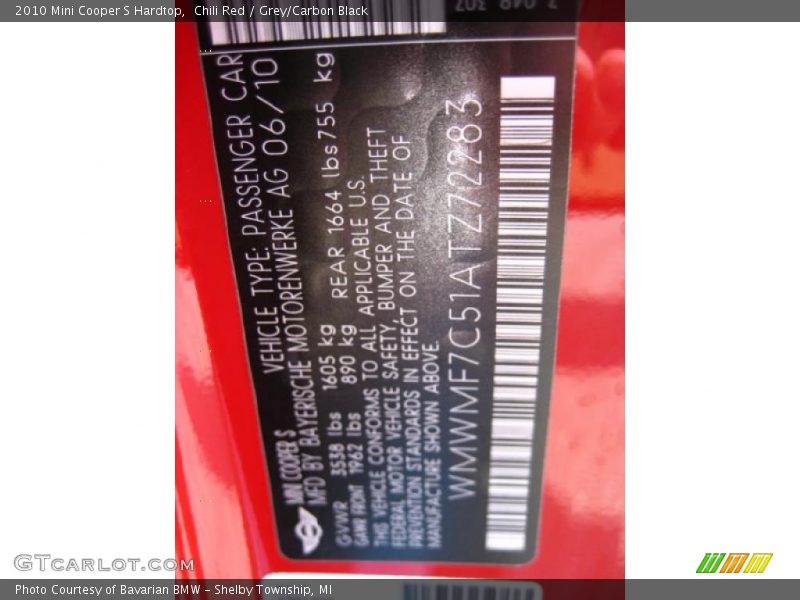 2010 Mini Cooper S Hardtop,  Chili Red / Grey/Carbon Black
7 049 307
MINI COOPER S VEHICLE TYPE: PASSENGER CAR
MFD BY BAYERISCHE MOTORENWERKE AG 06/10
GVWR 3538 lbs 1605 kg
GAWR FRONT 1962 lbs 890 kg REAR 1664 lbs 755 kg
THIS VEHICLE CONFORMS TO ALL APPLICABLE U.S.
FEDERAL MOTOR VEHICLE SAFETY, BUMPER AND THEFT
PREVENTION STANDARDS IN EFFECT ON THE DATE OF
MANUFACTURE SHOWN ABOVE.
WMWMF7C51ATZ72283
GTCarLot.com
Photo Courtesy of Bavarian BMW – Shelby Township, MI